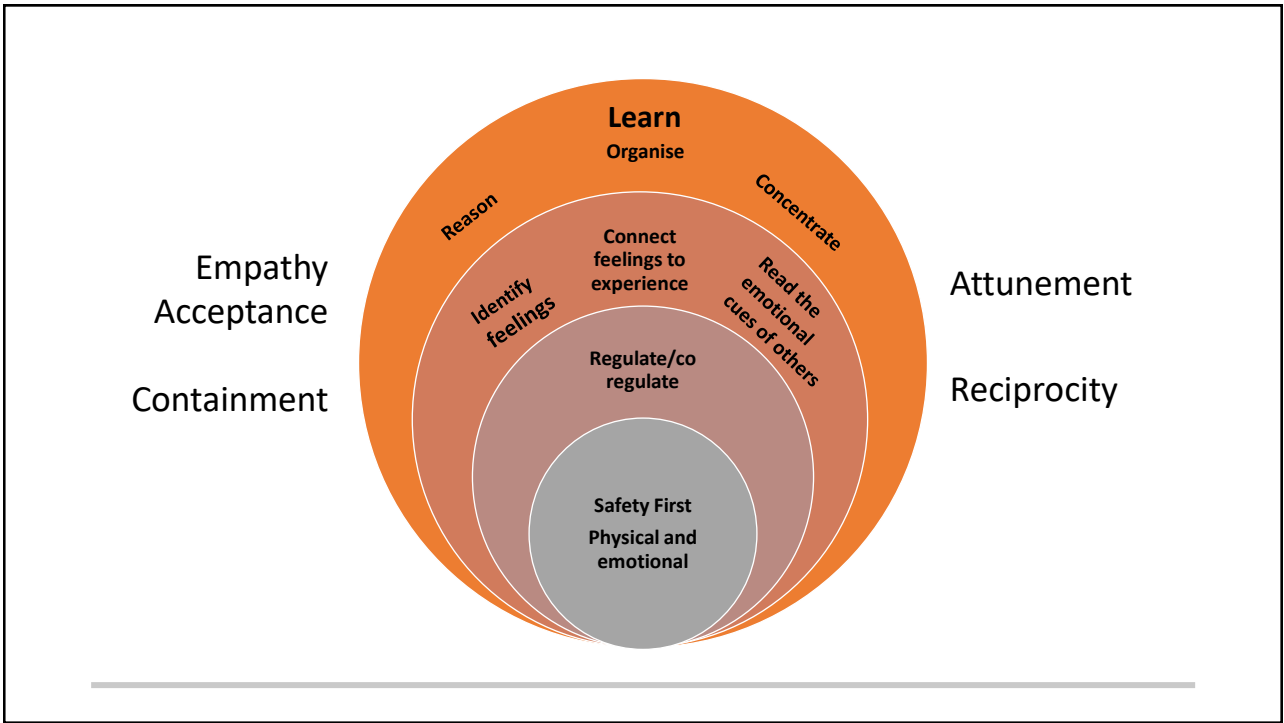 Learn
Organise
Reason
Concentrate
Connect
feelings to
experience
Identify
feelings
Read the
emotional
cues of others
Regulate/co
regulate
Safety First
Physical and
emotional
Empathy
Acceptance
Containment
Attunement
Reciprocity